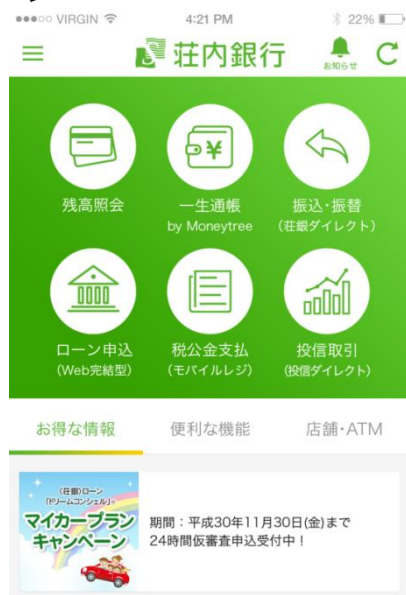 VIRGIN 4:21 PM 22%
荘内銀行
お知らせ
残高照会
一生通帳
by Moneytree
振込・振替
(荘銀ダイレクト)
ローン申込
(Web完結型)
税公金支払
(モバイルレジ)
投信取引
(投信ダイレクト)
お得な情報 便利な機能 店舗・ATM
〈荘銀〉ローン
「ドリームコンシェル」®
マイカープラン
キャンペーン
期間：平成30年11月30日(金)まで
24時間仮審査申込受付中！